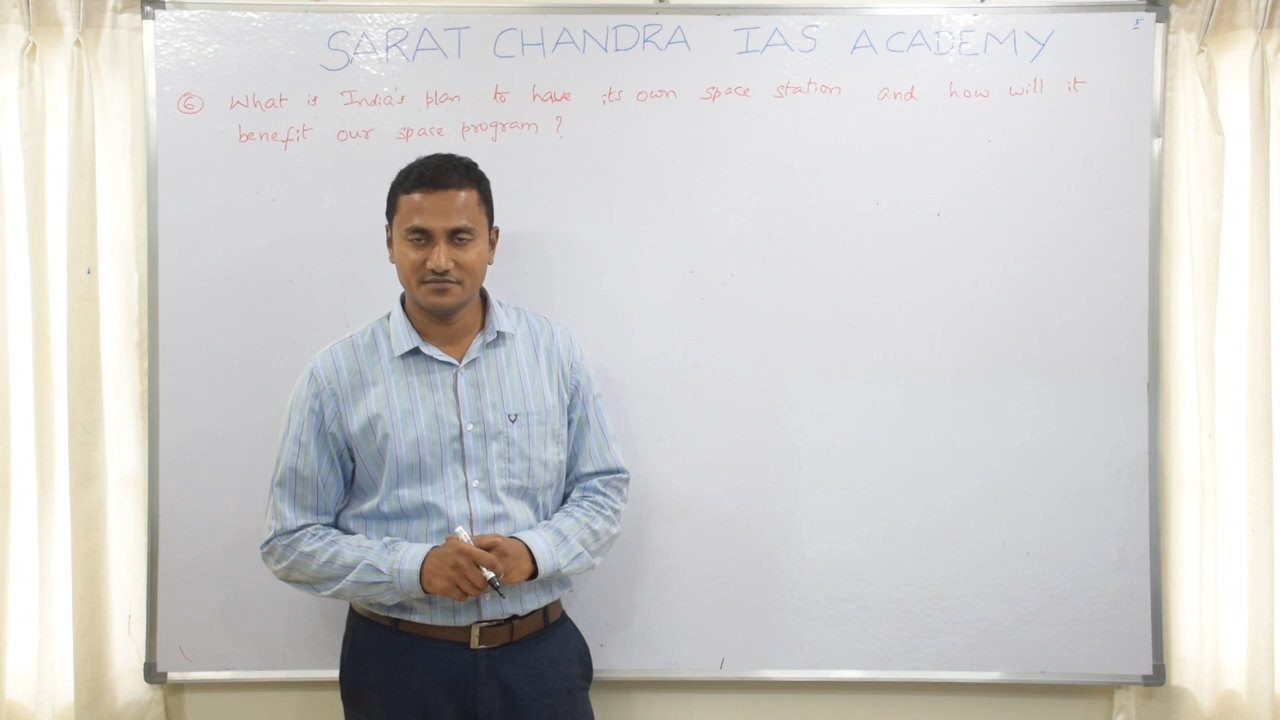 SARAT CHANDRA IAS ACADEMY
⑥ What is India's plan to have its own space station and how will it
benefit our space program ?